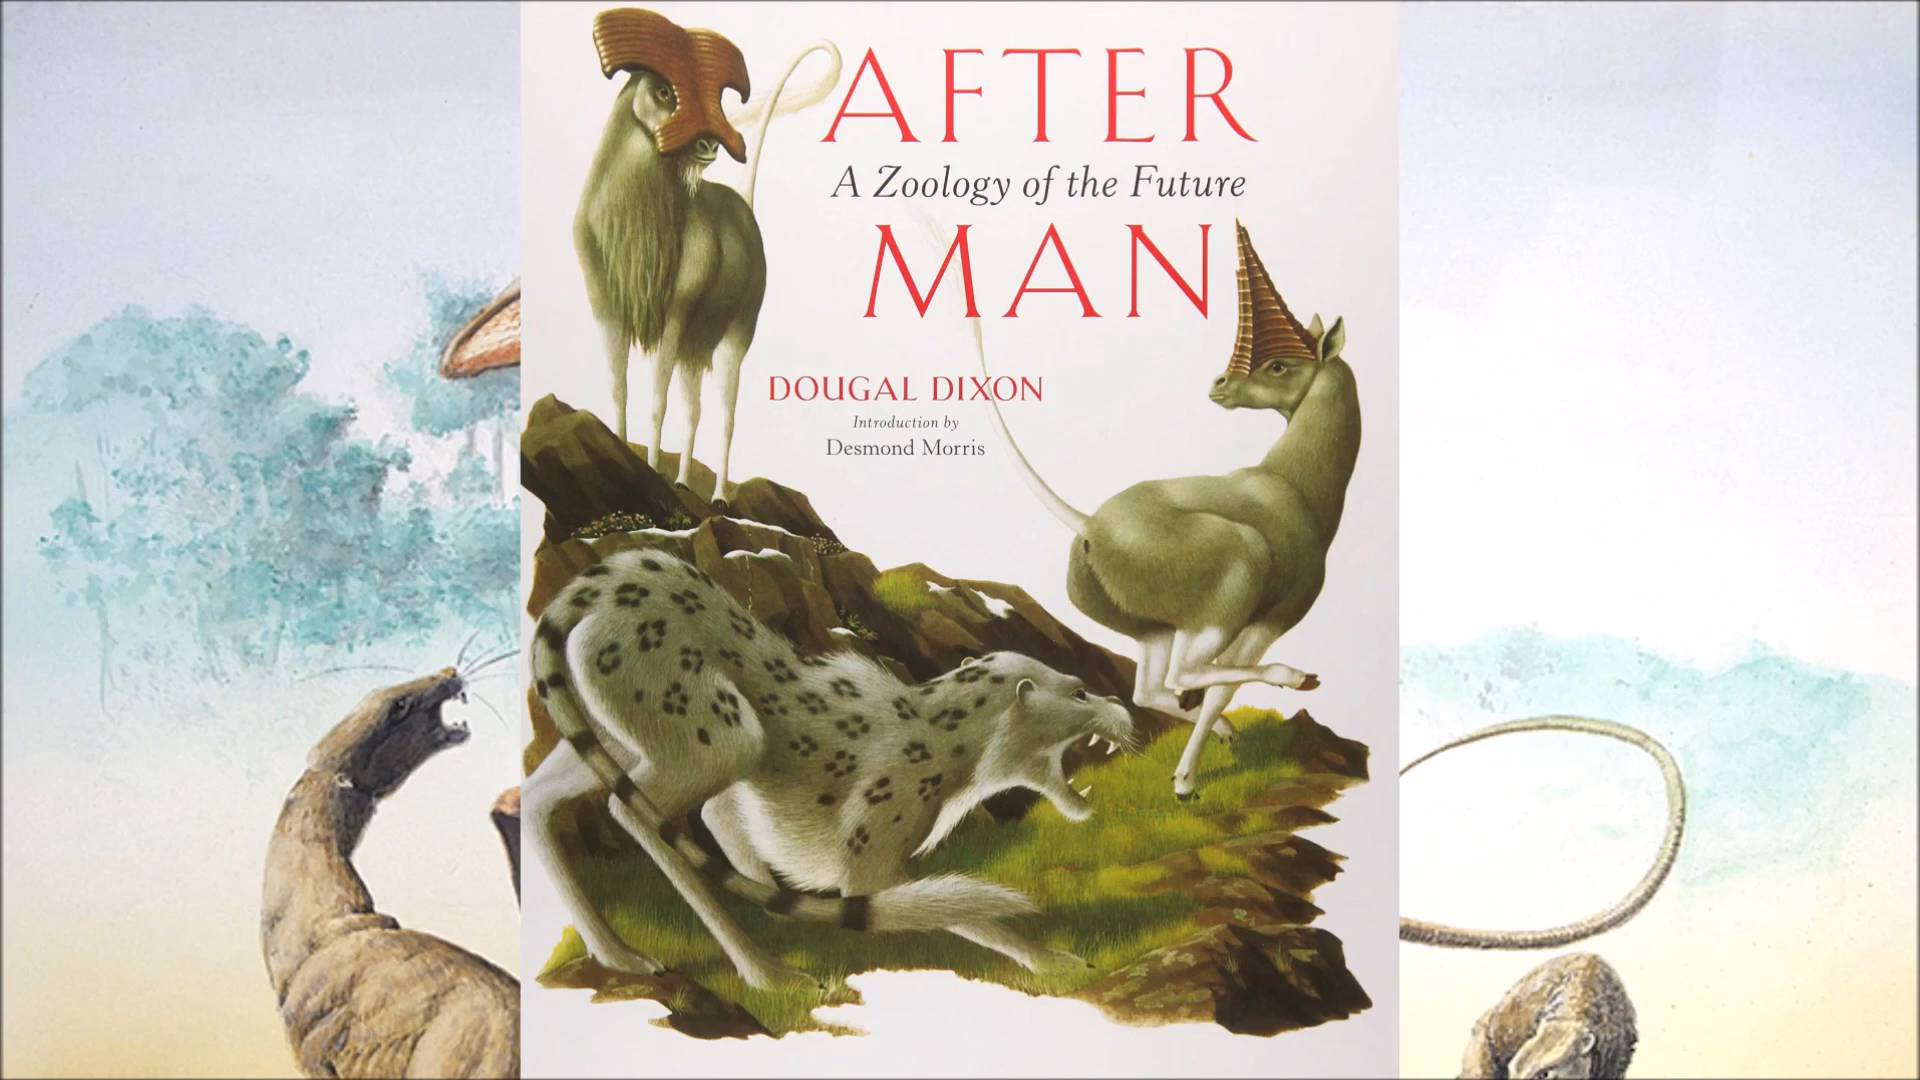 AFTER
A Zoology of the Future
MAN
DOUGAL DIXON
Introduction by
Desmond Morris